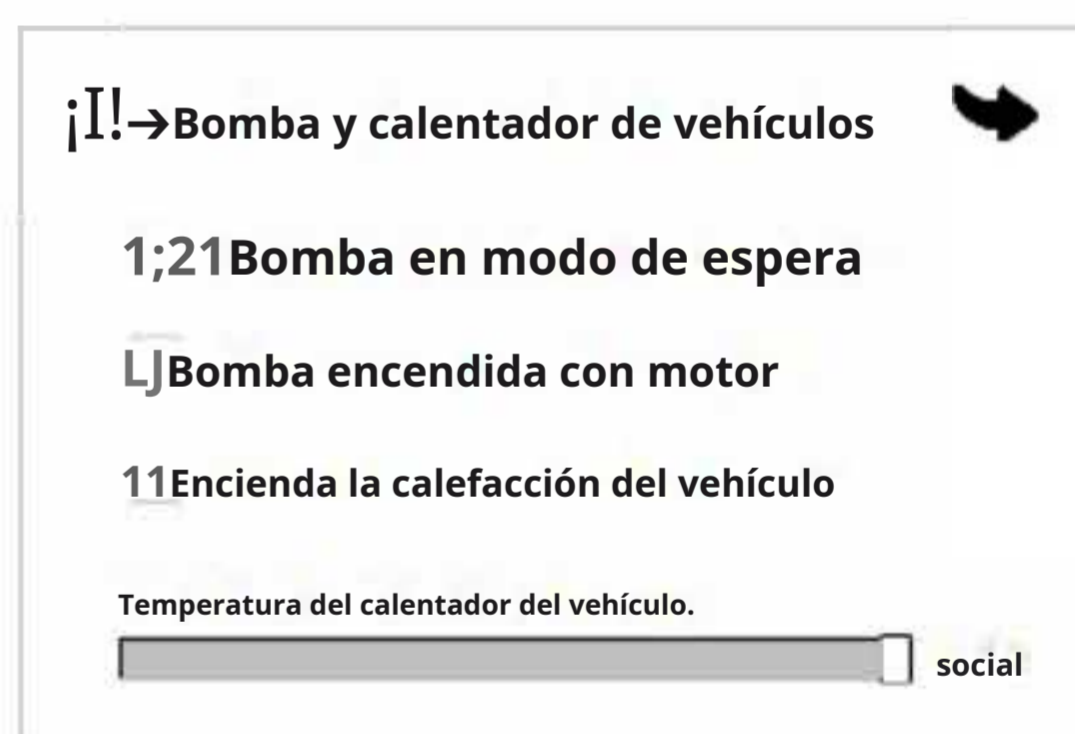 ¡I!→Bomba y calentador de vehículos
1;21Bomba en modo de espera
LJBomba encendida con motor
11Encienda la calefacción del vehículo
Temperatura del calentador del vehículo.
social